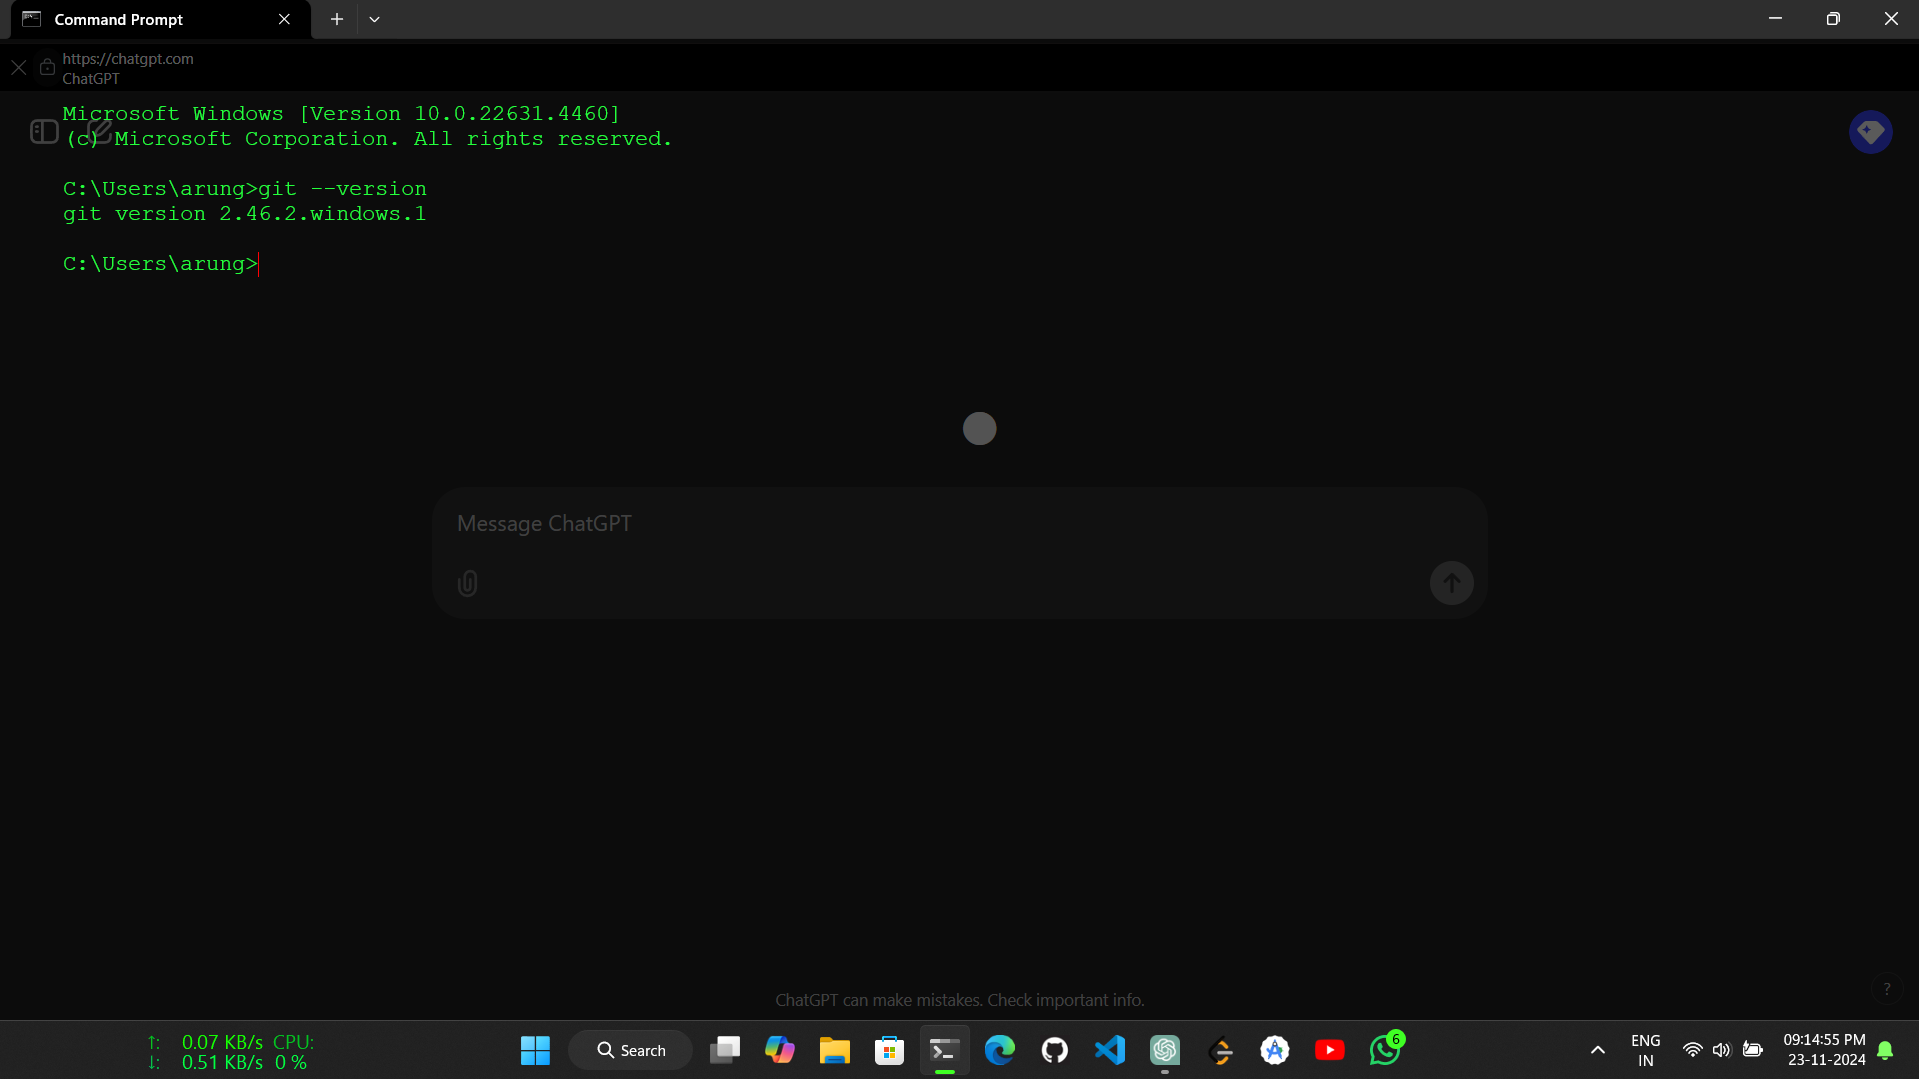 Command Prompt
https://chatgpt.com
ChatGPT
Microsoft Windows [Version 10.0.22631.4460]
(c) Microsoft Corporation. All rights reserved.
C:\Users\arung>git --version
git version 2.46.2.windows.1
C:\Users\arung>
Message ChatGPT
ChatGPT can make mistakes. Check important info.
?
↑: 0.07 KB/s CPU:
↓: 0.51 KB/s 0 %
Search
6
ENG
IN
09:14:55 PM
23-11-2024